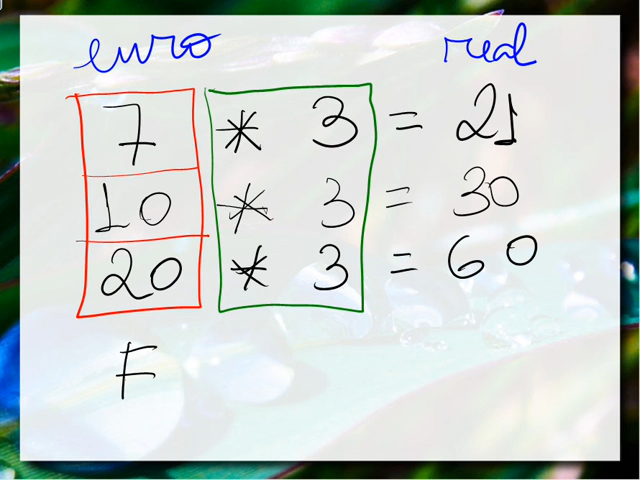 euro real
7 * 3 = 21
10 * 3 = 30
20 * 3 = 60
F